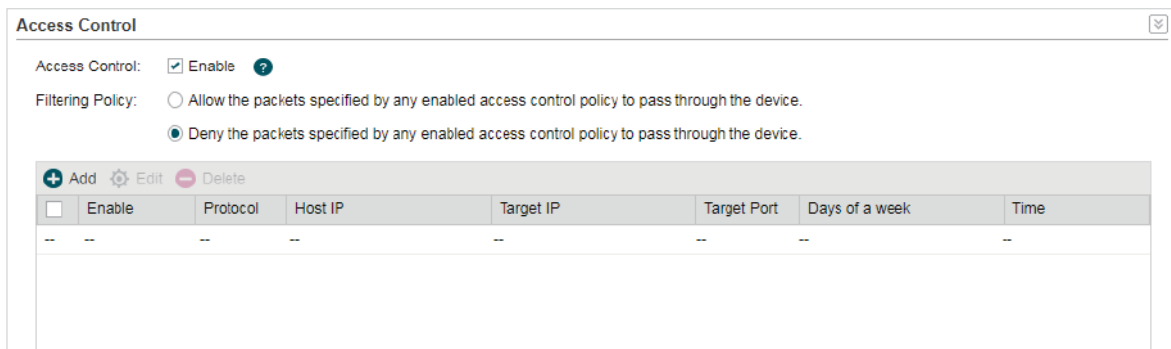 Access Control
Access Control: Enable ?
Filtering Policy: Allow the packets specified by any enabled access control policy to pass through the device.
Deny the packets specified by any enabled access control policy to pass through the device.
Add Edit Delete
Enable Protocol Host IP Target IP Target Port Days of a week Time
-- -- -- -- -- -- -- --